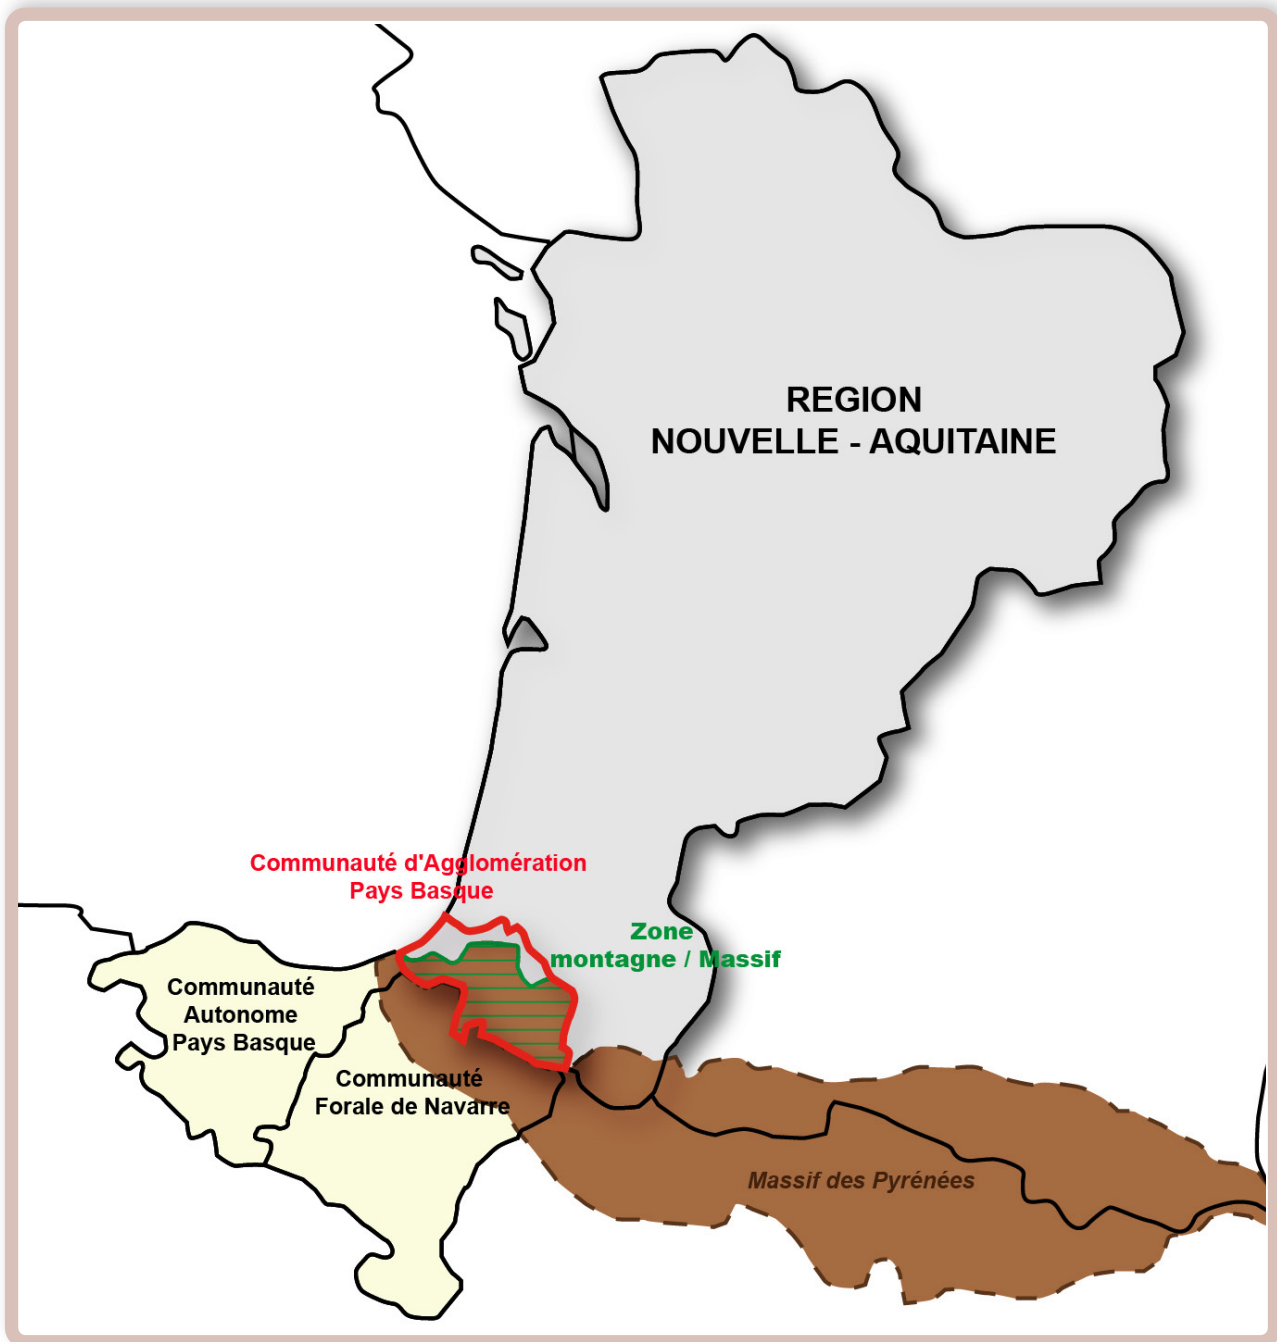 REGION
NOUVELLE - AQUITAINE
Communauté d'Agglomération
Pays Basque
Zone
montagne / Massif
Communauté
Autonome
Pays Basque
Communauté
Forale de Navarre
Massif des Pyrénées